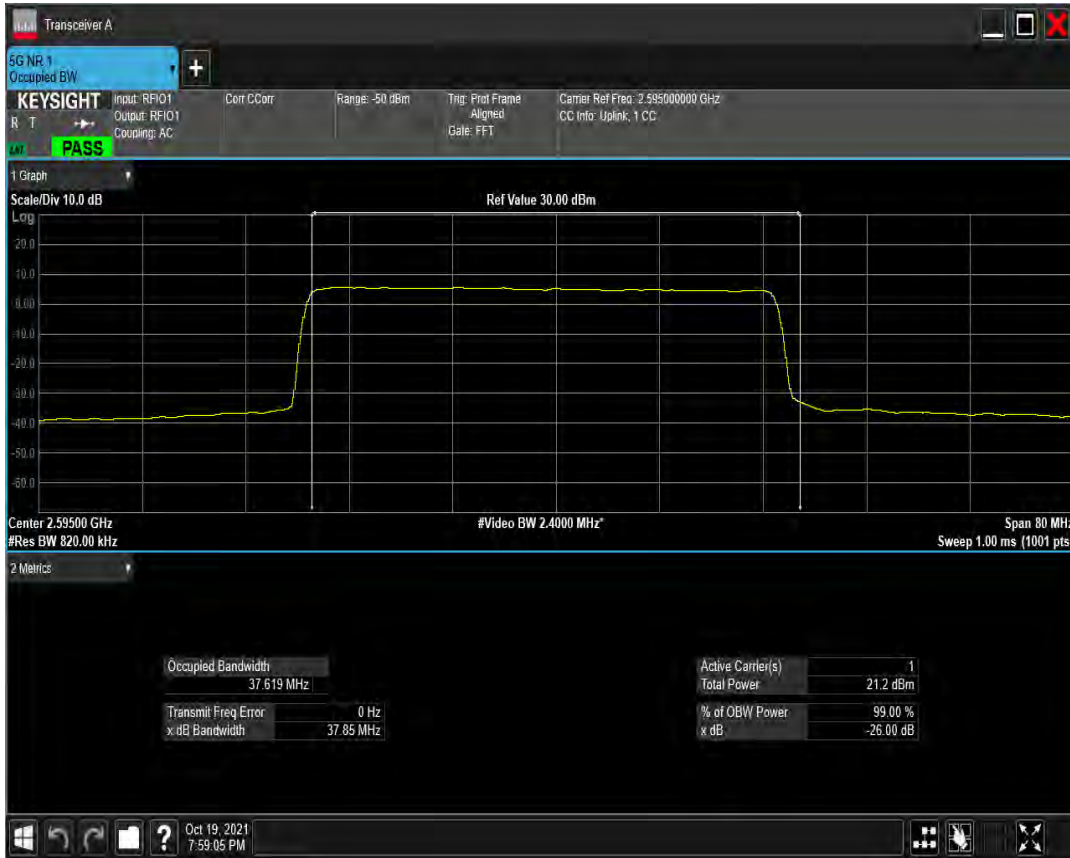 Transceiver A
5G NR 1
Occupied BW
+
KEYSIGHT
R T
PASS
Input: RFIO1
Output: RFIO1
Coupling: AC
Corr CCorr
Range: -50 dBm
Trig: Prot Frame
Aligned
Gate: FFT
Carrier Ref Freq: 2.595000000 GHz
CC Info: Uplink, 1 CC
1 Graph
Scale/Div 10.0 dB
Ref Value 30.00 dBm
Log
20.0
10.0
0.00
-10.0
-20.0
-30.0
-40.0
-50.0
-60.0
Center 2.59500 GHz
#Video BW 2.4000 MHz*
Span 80 MHz
#Res BW 820.00 kHz
Sweep 1.00 ms (1001 pts
2 Metrics
Occupied Bandwidth
37.619 MHz
Transmit Freq Error 0 Hz
x dB Bandwidth 37.85 MHz
Active Carrier(s) 1
Total Power 21.2 dBm
% of OBW Power 99.00 %
x dB -26.00 dB
?
Oct 19, 2021
7:59:05 PM